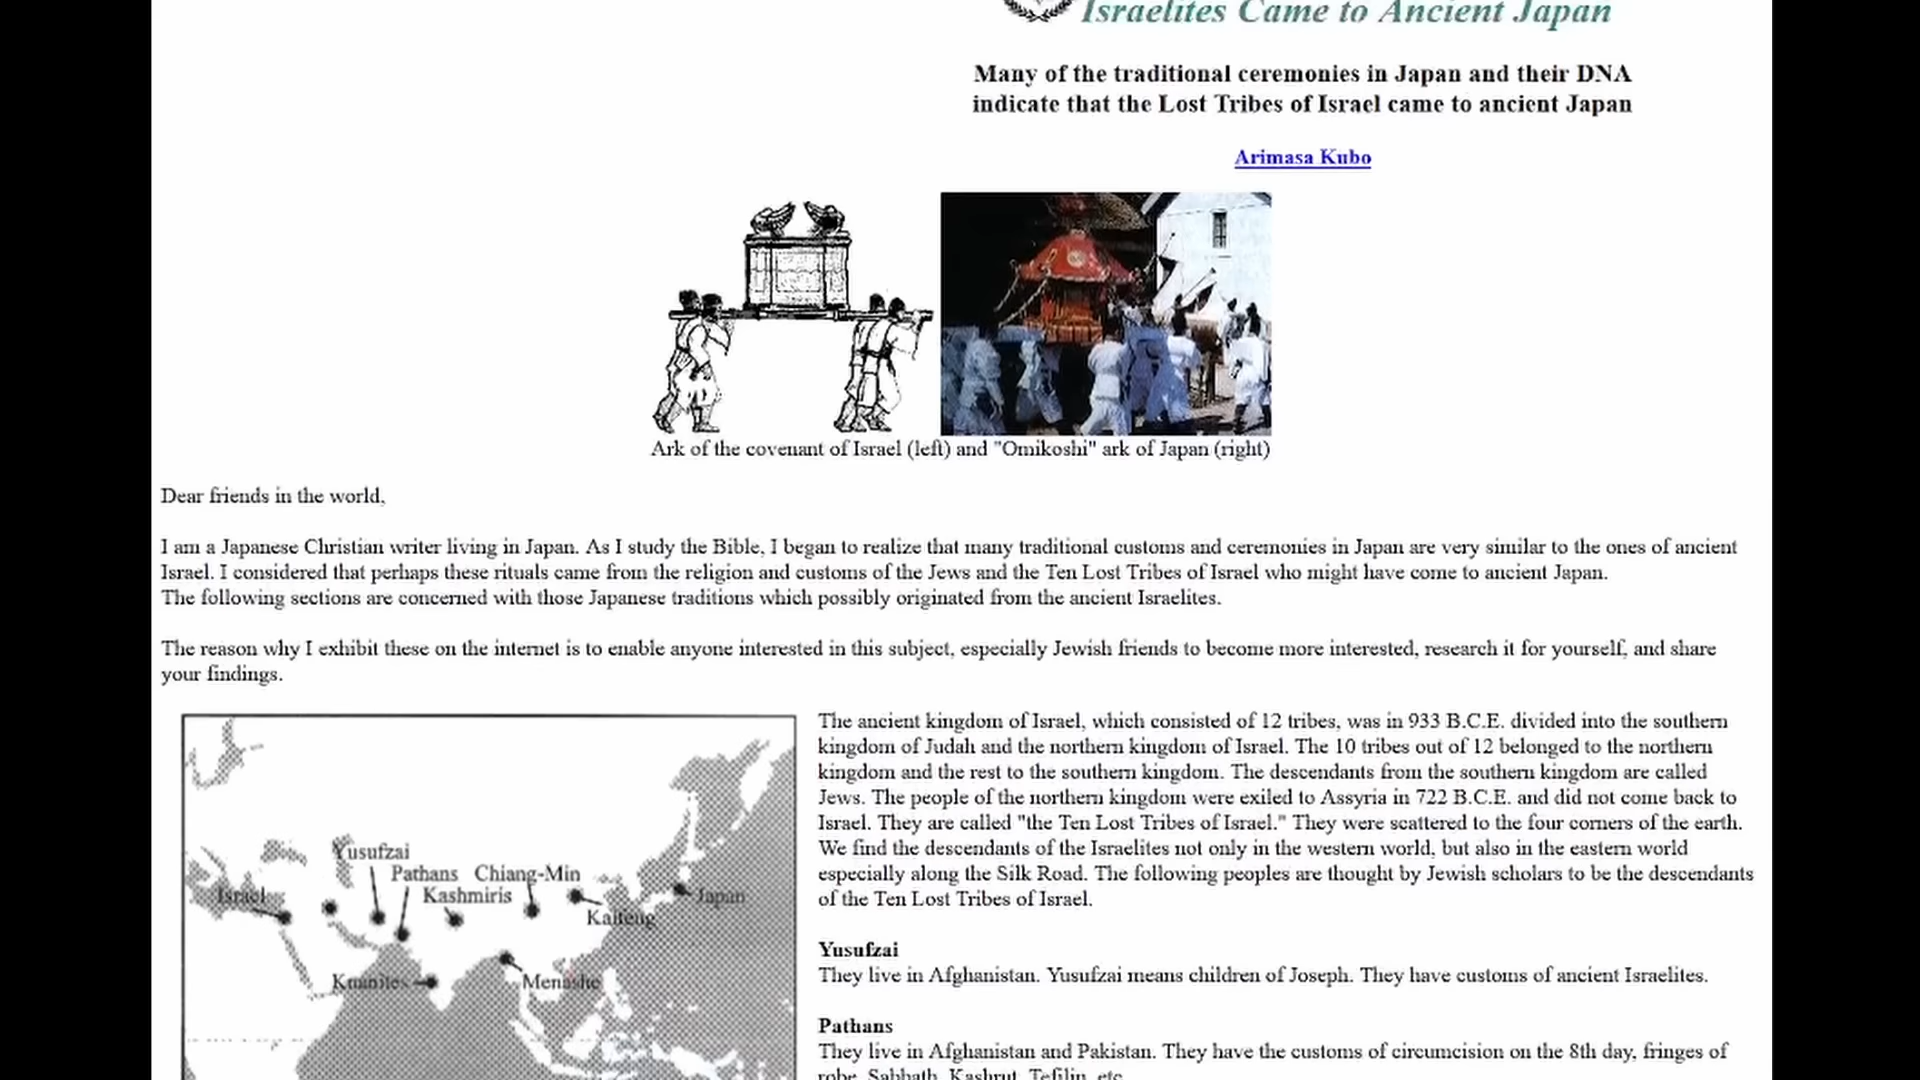 Israelites Came to Ancient Japan
Many of the traditional ceremonies in Japan and their DNA
indicate that the Lost Tribes of Israel came to ancient Japan
Arimasa Kubo
Ark of the covenant of Israel (left) and "Omikoshi" ark of Japan (right)
Dear friends in the world,
I am a Japanese Christian writer living in Japan. As I study the Bible, I began to realize that many traditional customs and ceremonies in Japan are very similar to the ones of ancient
Israel. I considered that perhaps these rituals came from the religion and customs of the Jews and the Ten Lost Tribes of Israel who might have come to ancient Japan.
The following sections are concerned with those Japanese traditions which possibly originated from the ancient Israelites.
The reason why I exhibit these on the internet is to enable anyone interested in this subject, especially Jewish friends to become more interested, research it for yourself, and share
your findings.
Yusufzai
Pathans
Chiang-Min
Kashmiris
Israel
Japan
Kaifeng
Knanites
Menashe
The ancient kingdom of Israel, which consisted of 12 tribes, was in 933 B.C.E. divided into the southern
kingdom of Judah and the northern kingdom of Israel. The 10 tribes out of 12 belonged to the northern
kingdom and the rest to the southern kingdom. The descendants from the southern kingdom are called
Jews. The people of the northern kingdom were exiled to Assyria in 722 B.C.E. and did not come back to
Israel. They are called "the Ten Lost Tribes of Israel." They were scattered to the four corners of the earth.
We find the descendants of the Israelites not only in the western world, but also in the eastern world
especially along the Silk Road. The following peoples are thought by Jewish scholars to be the descendants
of the Ten Lost Tribes of Israel.
Yusufzai
They live in Afghanistan. Yusufzai means children of Joseph. They have customs of ancient Israelites.
Pathans
They live in Afghanistan and Pakistan. They have the customs of circumcision on the 8th day, fringes of
robe, Sabbath, Kashrut, Tefilin, etc.